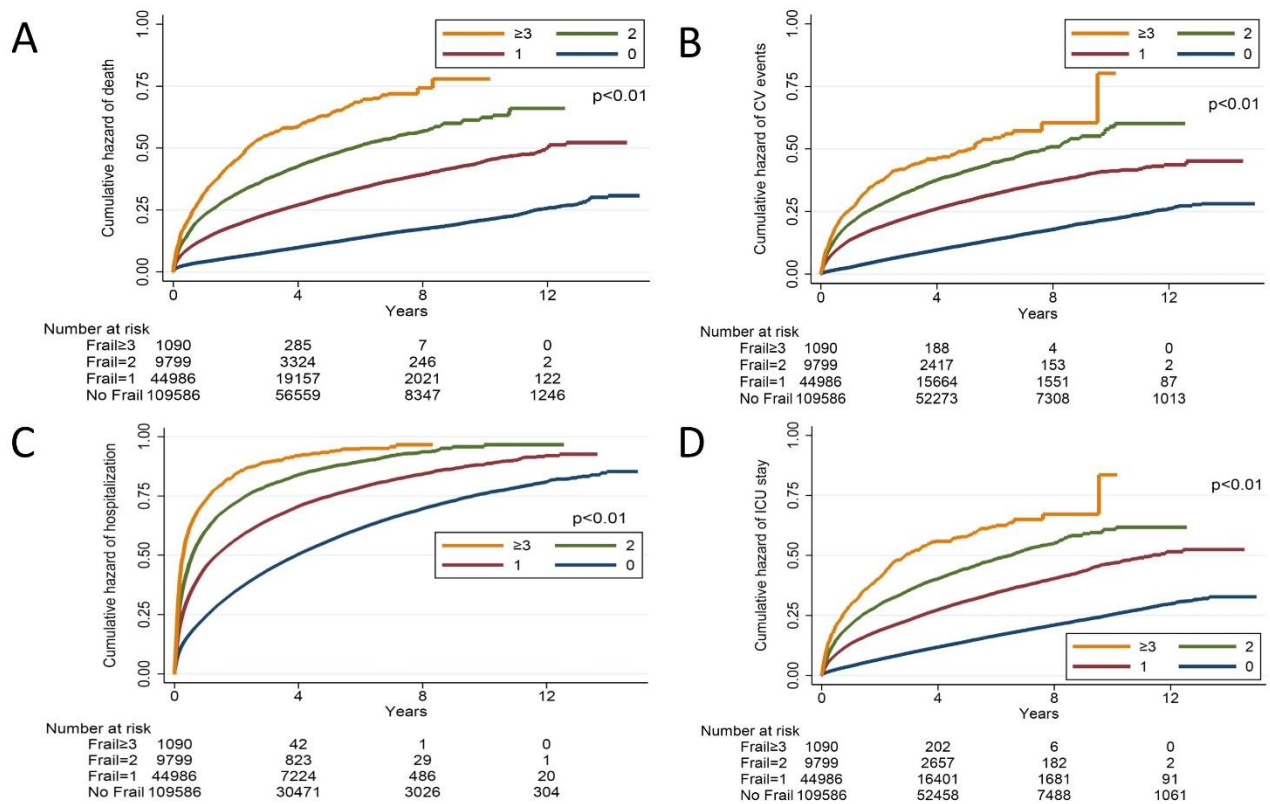 A
Cumulative hazard of death
1.00
0.75
0.50
0.25
0.00
≥3 2
1 0
p<0.01
0 4 8 12
Years
Number at risk
Frail≥3 1090 285 7 0
Frail=2 9799 3324 246 2
Frail=1 44986 19157 2021 122
No Frail 109586 56559 8347 1246
B
Cumulative hazard of CV events
1.00
0.75
0.50
0.25
0.00
≥3 2
1 0
p<0.01
0 4 8 12
Years
Number at risk
Frail≥3 1090 188 4 0
Frail=2 9799 2417 153 2
Frail=1 44986 15664 1551 87
No Frail 109586 52273 7308 1013
C
Cumulative hazard of hospitalization
1.00
0.75
0.50
0.25
0.00
p<0.01
≥3 2
1 0
0 4 8 12
Years
Number at risk
Frail≥3 1090 42 1 0
Frail=2 9799 823 29 1
Frail=1 44986 7224 486 20
No Frail 109586 30471 3026 304
D
Cumulative hazard of ICU stay
1.00
0.75
0.50
0.25
0.00
p<0.01
≥3 2
1 0
0 4 8 12
Years
Number at risk
Frail≥3 1090 202 6 0
Frail=2 9799 2657 182 2
Frail=1 44986 16401 1681 91
No Frail 109586 52458 7488 1061